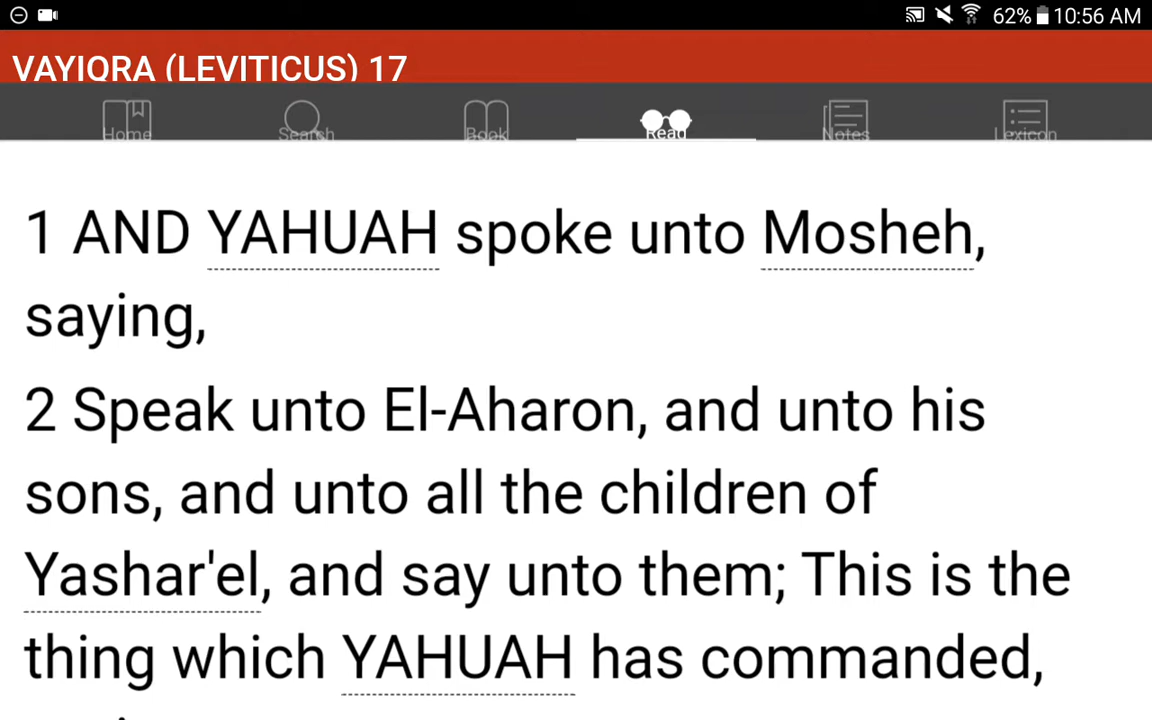 62% 10:56 AM
VAYIQRA (LEVITICUS) 17
Home Search Book Read Notes Lexicon
1 AND YAHUAH spoke unto Mosheh,
saying,
2 Speak unto El-Aharon, and unto his
sons, and unto all the children of
Yashar'el, and say unto them; This is the
thing which YAHUAH has commanded,